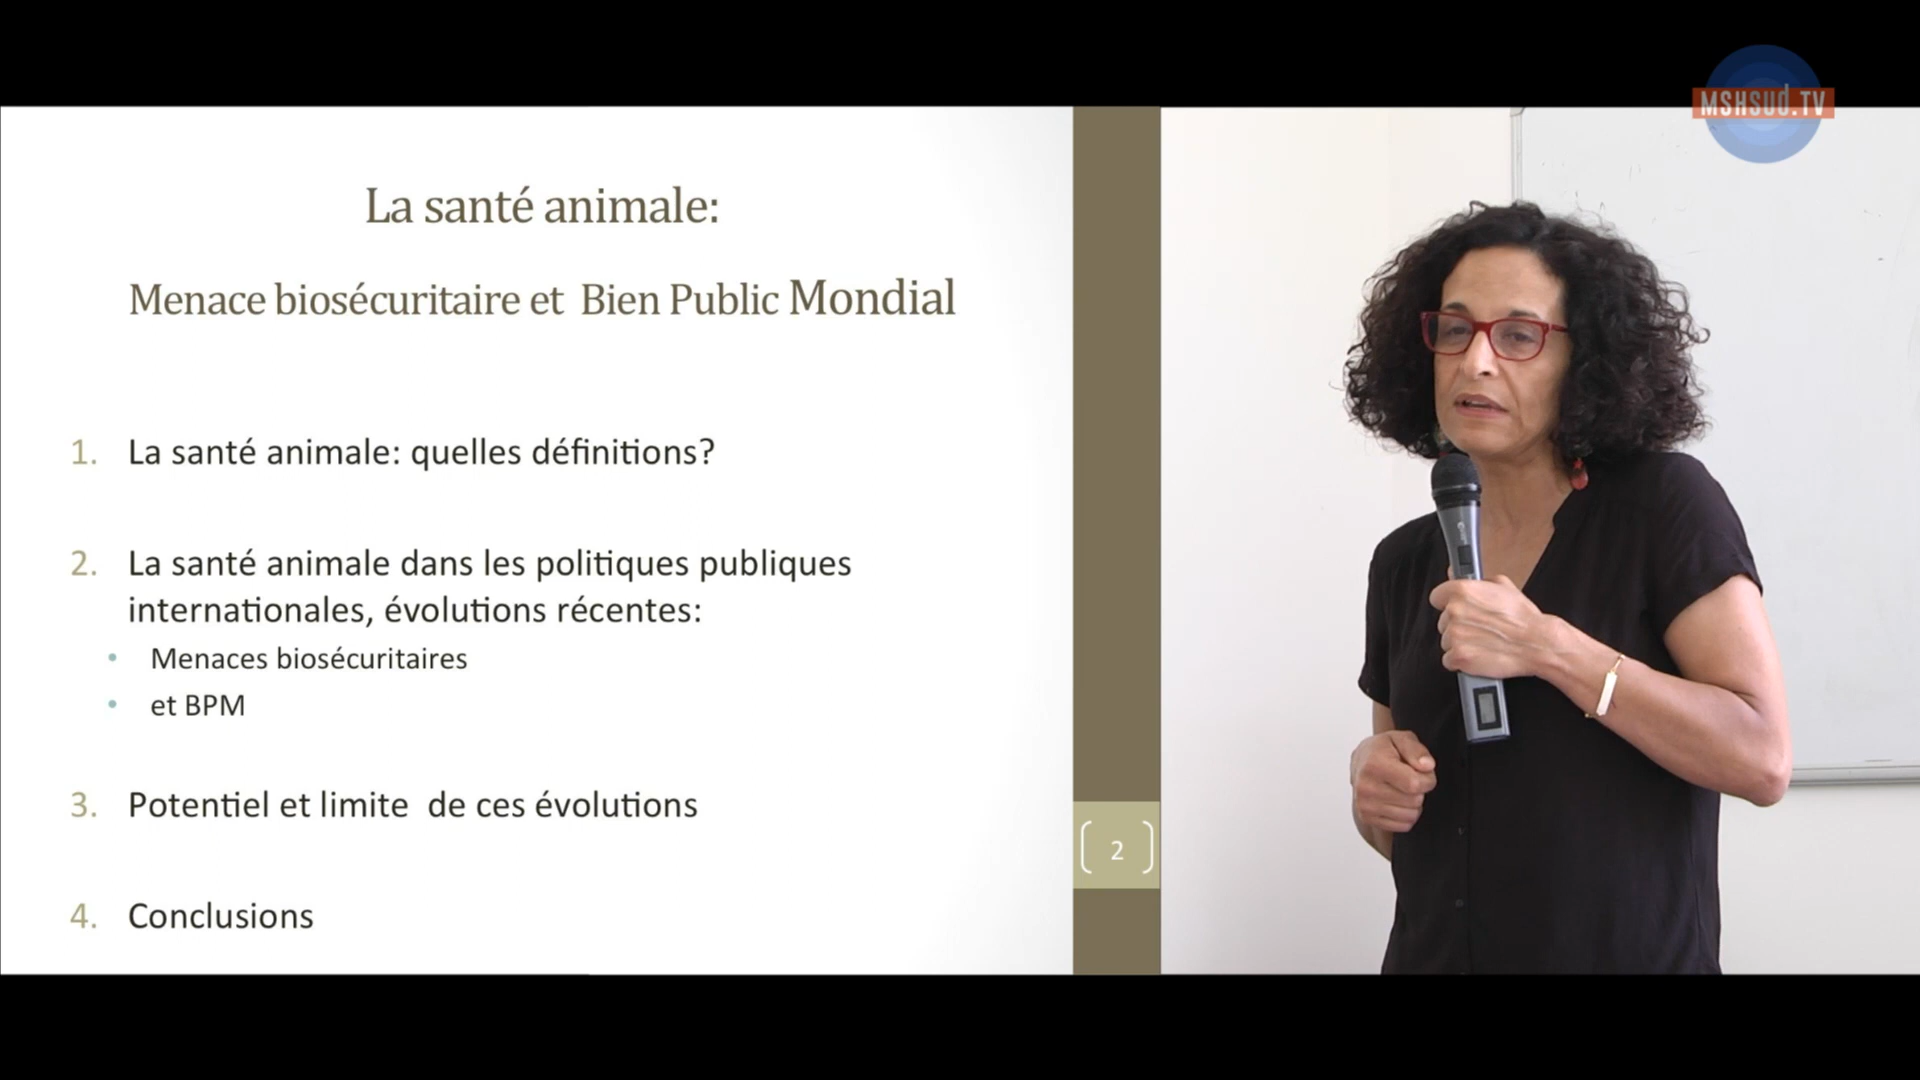 MSHSUD.TV
La santé animale:
Menace biosécuritaire et Bien Public Mondial
1. La santé animale: quelles définitions?
2. La santé animale dans les politiques publiques
internationales, évolutions récentes:
• Menaces biosécuritaires
• et BPM
3. Potentiel et limite de ces évolutions
4. Conclusions
2